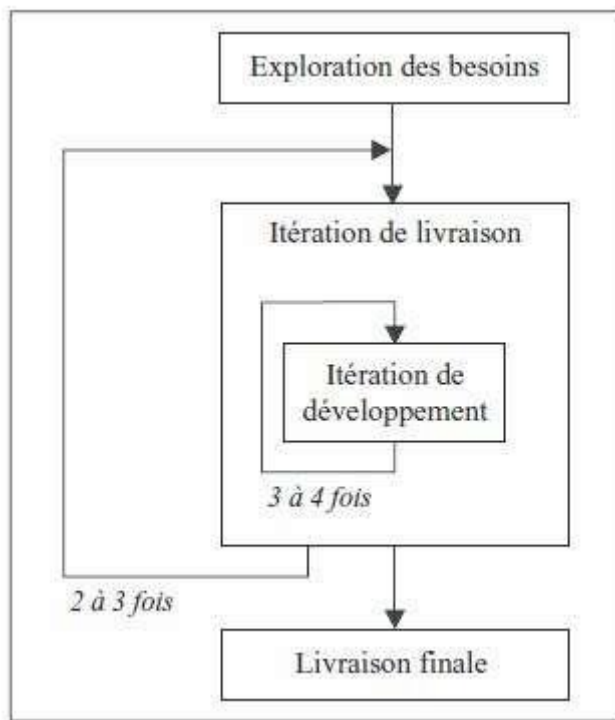 Exploration des besoins
Itération de livraison
Itération de
développement
3 à 4 fois
2 à 3 fois
Livraison finale